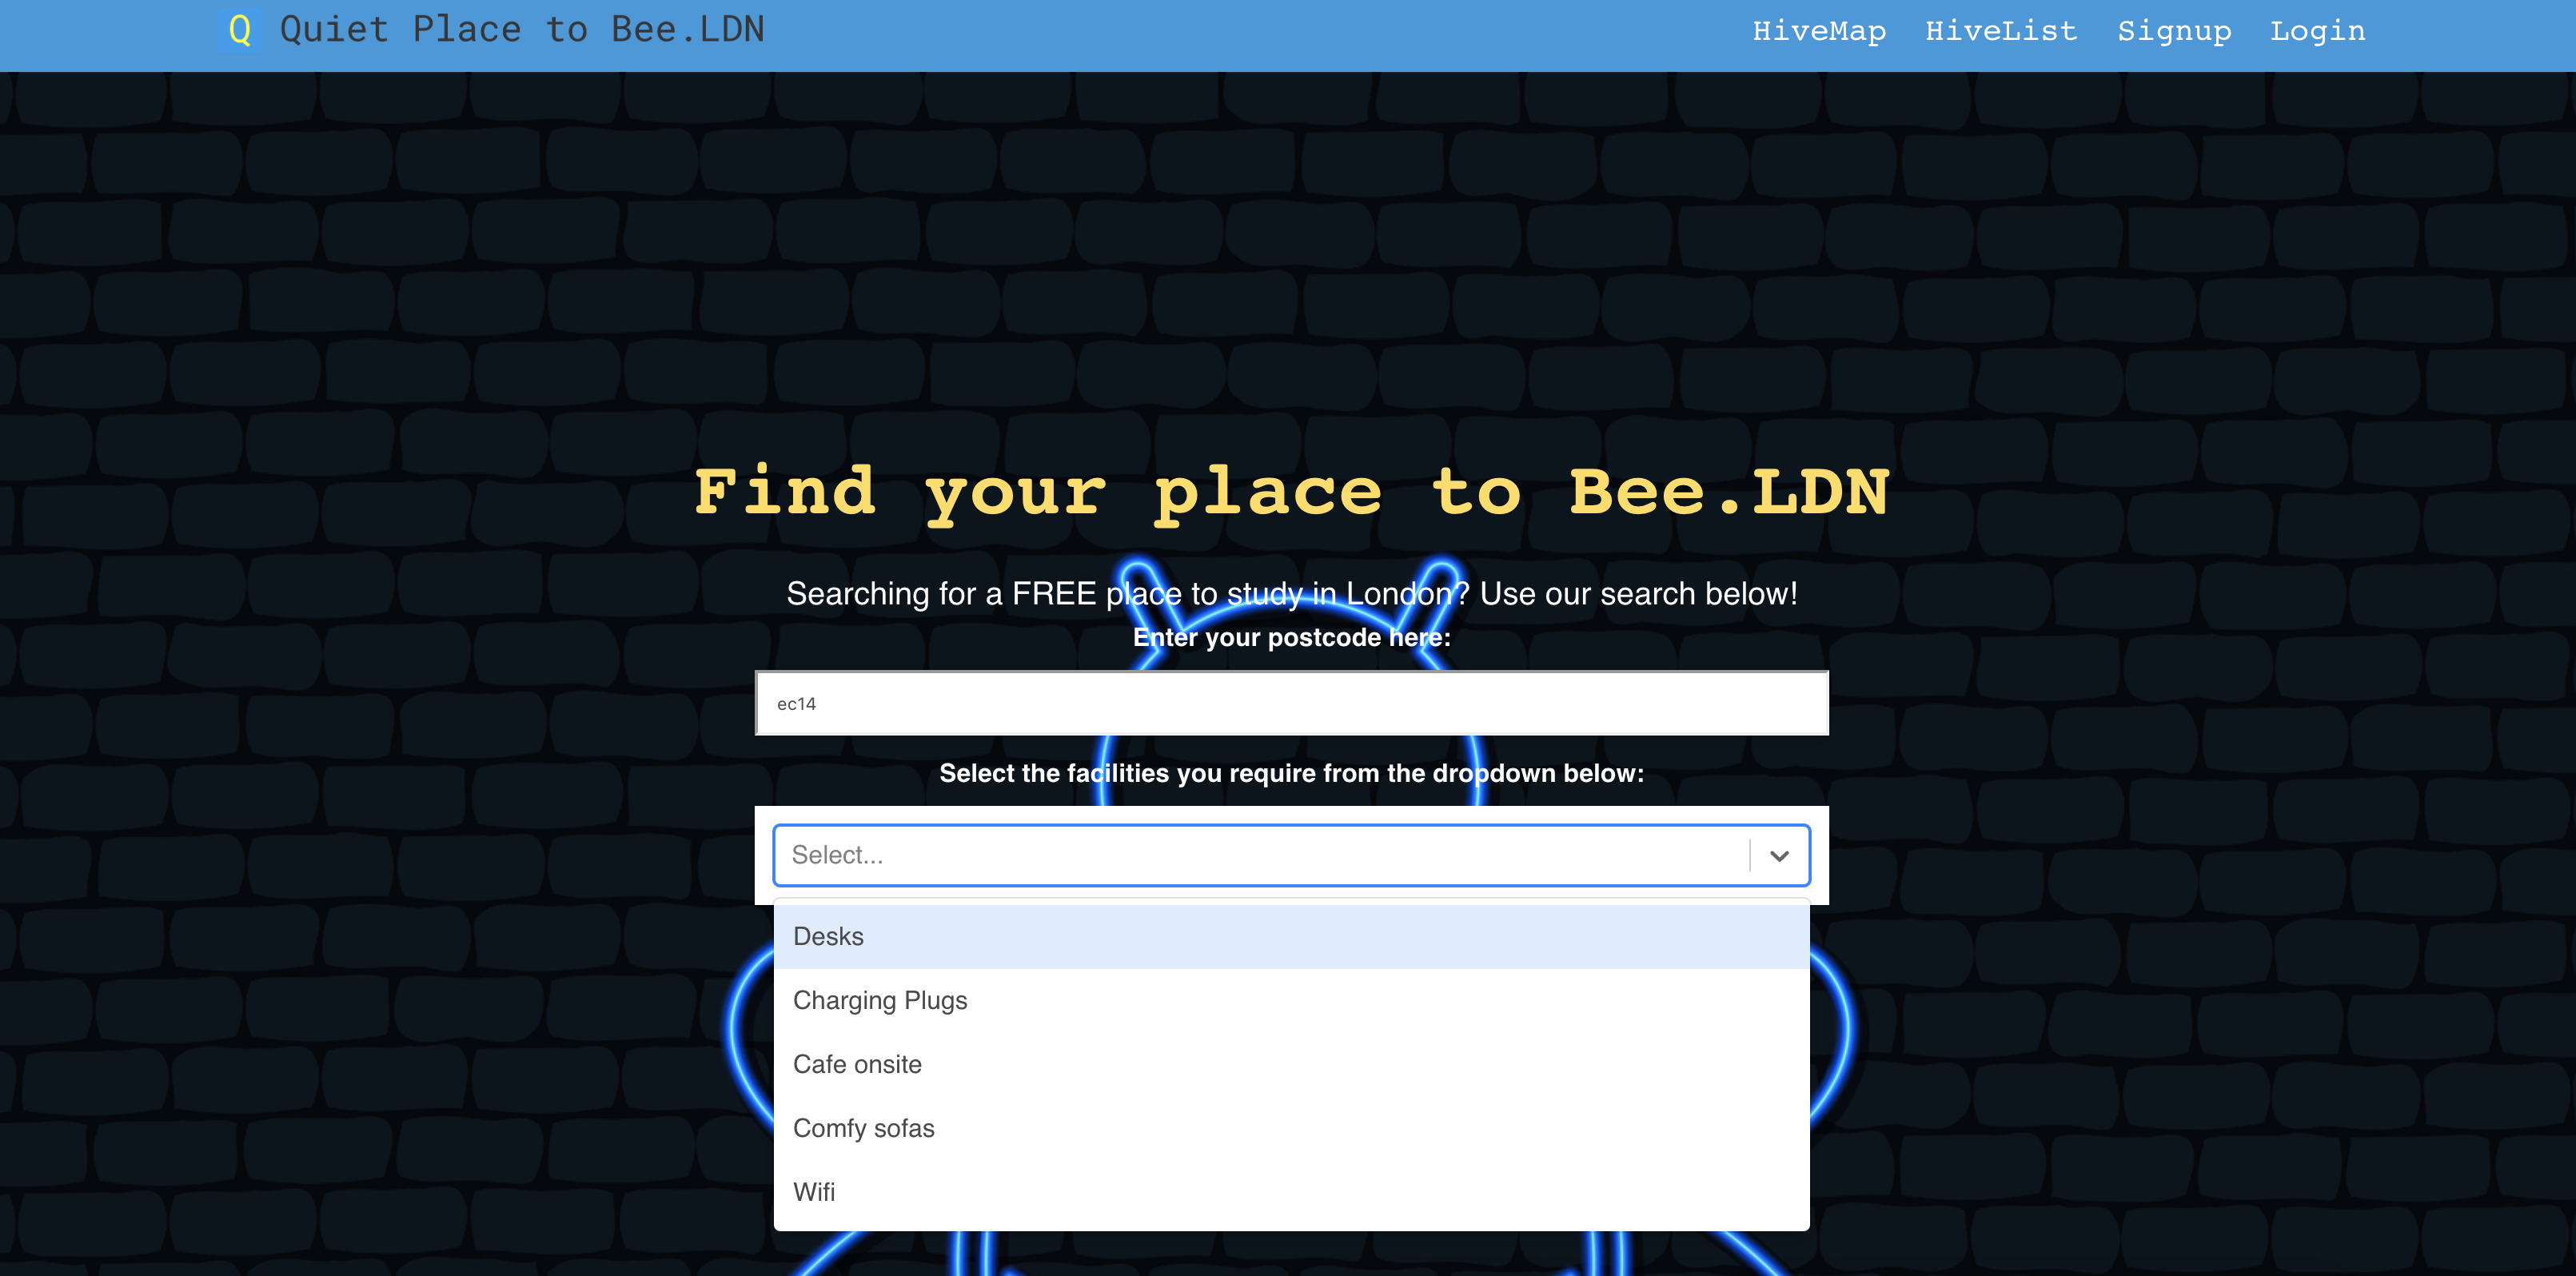 Q Quiet Place to Bee.LDN HiveMap HiveList Signup Login
Find your place to Bee.LDN
Searching for a FREE place to study in London? Use our search below!
Enter your postcode here:
ec14
Select the facilities you require from the dropdown below:
Select...
Desks
Charging Plugs
Cafe onsite
Comfy sofas
Wifi